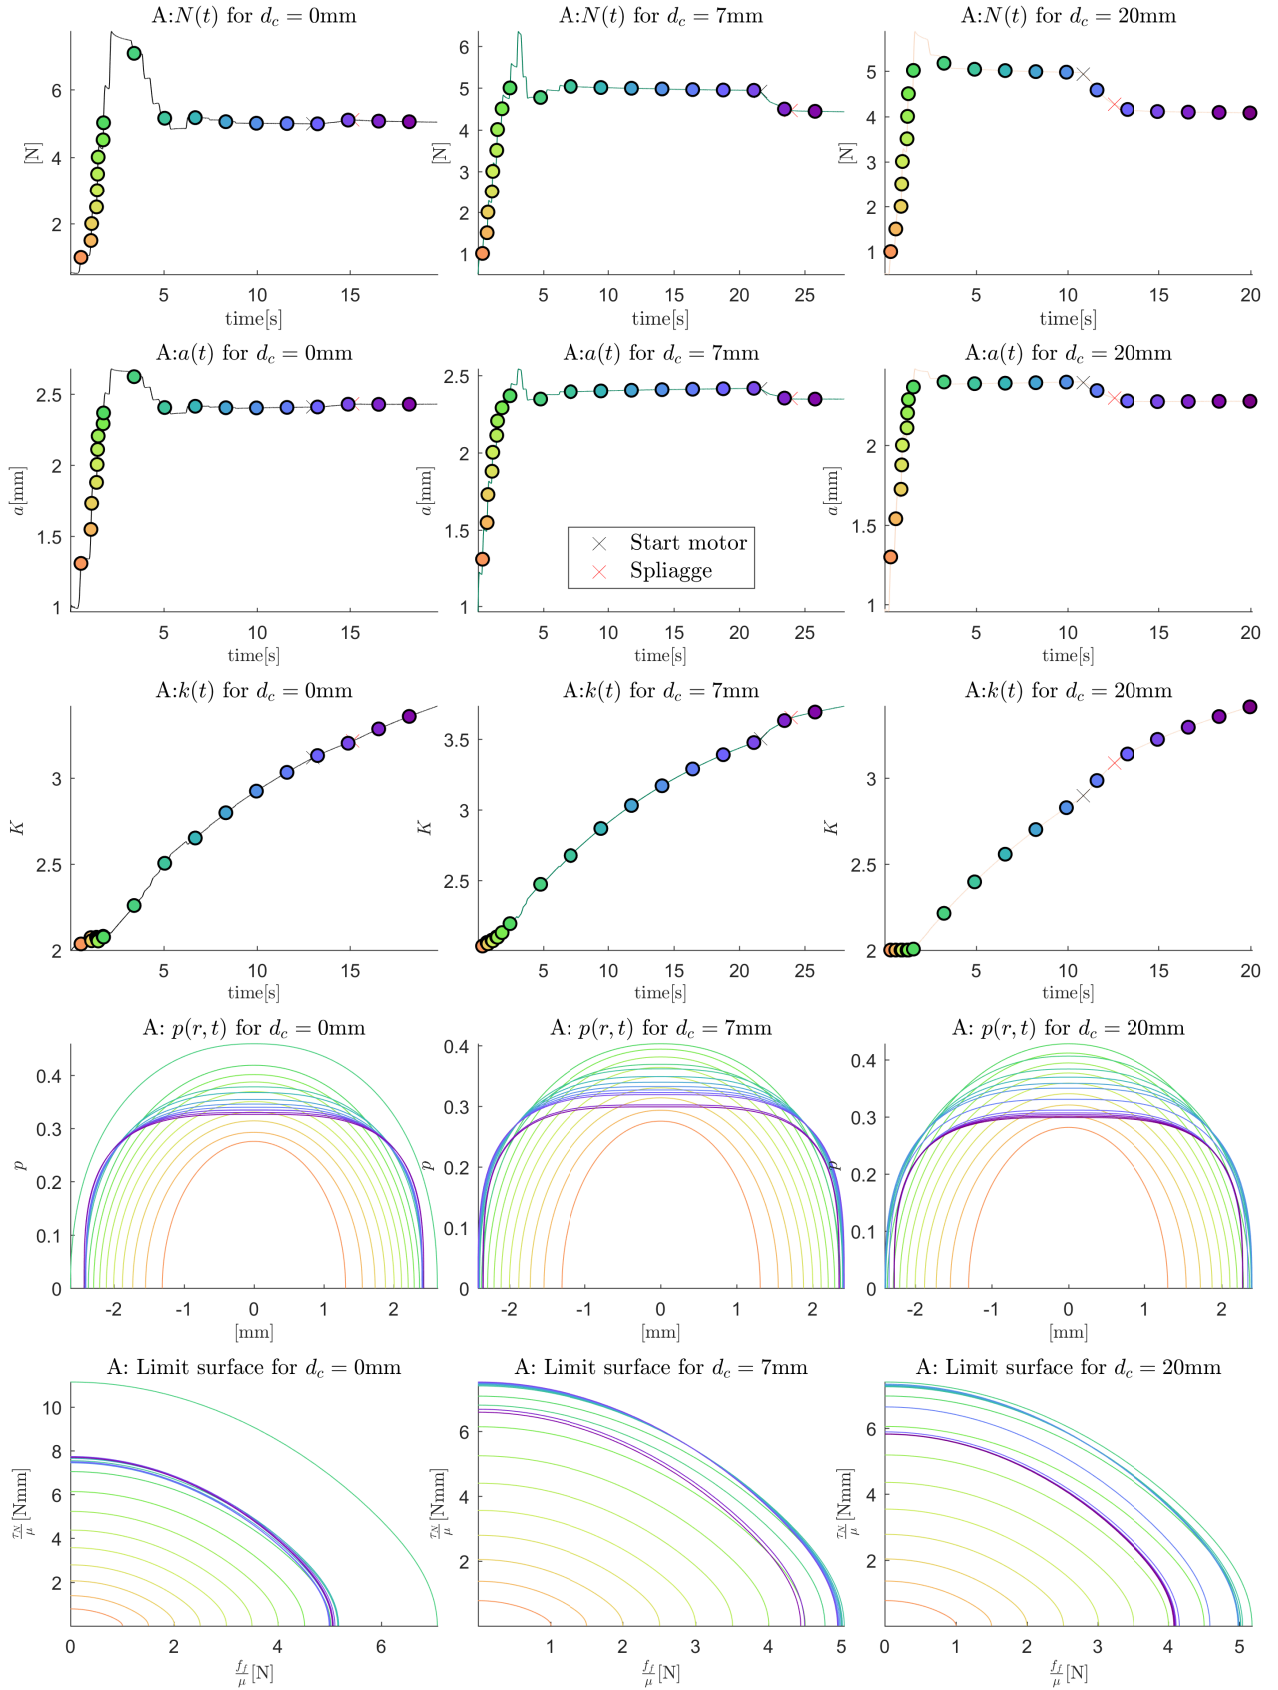 A:N(t) for d_c = 0mm A:N(t) for d_c = 7mm A:N(t) for d_c = 20mm
[N] 2 4 6
5 10 15
time[s]
[N] 1 2 3 4 5 6
5 10 15 20 25
time[s]
[N] 1 2 3 4 5
5 10 15 20
time[s]
A:a(t) for d_c = 0mm A:a(t) for d_c = 7mm A:a(t) for d_c = 20mm
a[mm] 1 1.5 2 2.5
5 10 15
time[s]
a[mm] 1 1.5 2 2.5
Start motor
Spliagge
5 10 15 20 25
time[s]
a[mm] 1 1.5 2
5 10 15 20
time[s]
A:k(t) for d_c = 0mm A:k(t) for d_c = 7mm A:k(t) for d_c = 20mm
K 2 2.5 3
5 10 15
time[s]
K 2.5 3 3.5
5 10 15 20 25
time[s]
K 2 2.5 3
5 10 15 20
time[s]
A: p(r, t) for d_c = 0mm A: p(r, t) for d_c = 7mm A: p(r, t) for d_c = 20mm
p 0 0.1 0.2 0.3 0.4
-2 -1 0 1 2
[mm]
p 0 0.1 0.2 0.3 0.4
-2 -1 0 1 2
[mm]
p 0 0.1 0.2 0.3 0.4
-2 -1 0 1 2
[mm]
A: Limit surface for d_c = 0mm A: Limit surface for d_c = 7mm A: Limit surface for d_c = 20mm
τ_N/μ [Nmm] 2 4 6 8 10
0 2 4 6
f_f/μ [N]
τ_N/μ [Nmm] 2 4 6
1 2 3 4 5
f_f/μ [N]
τ_N/μ [Nmm] 2 4 6
0 1 2 3 4 5
f_f/μ [N]